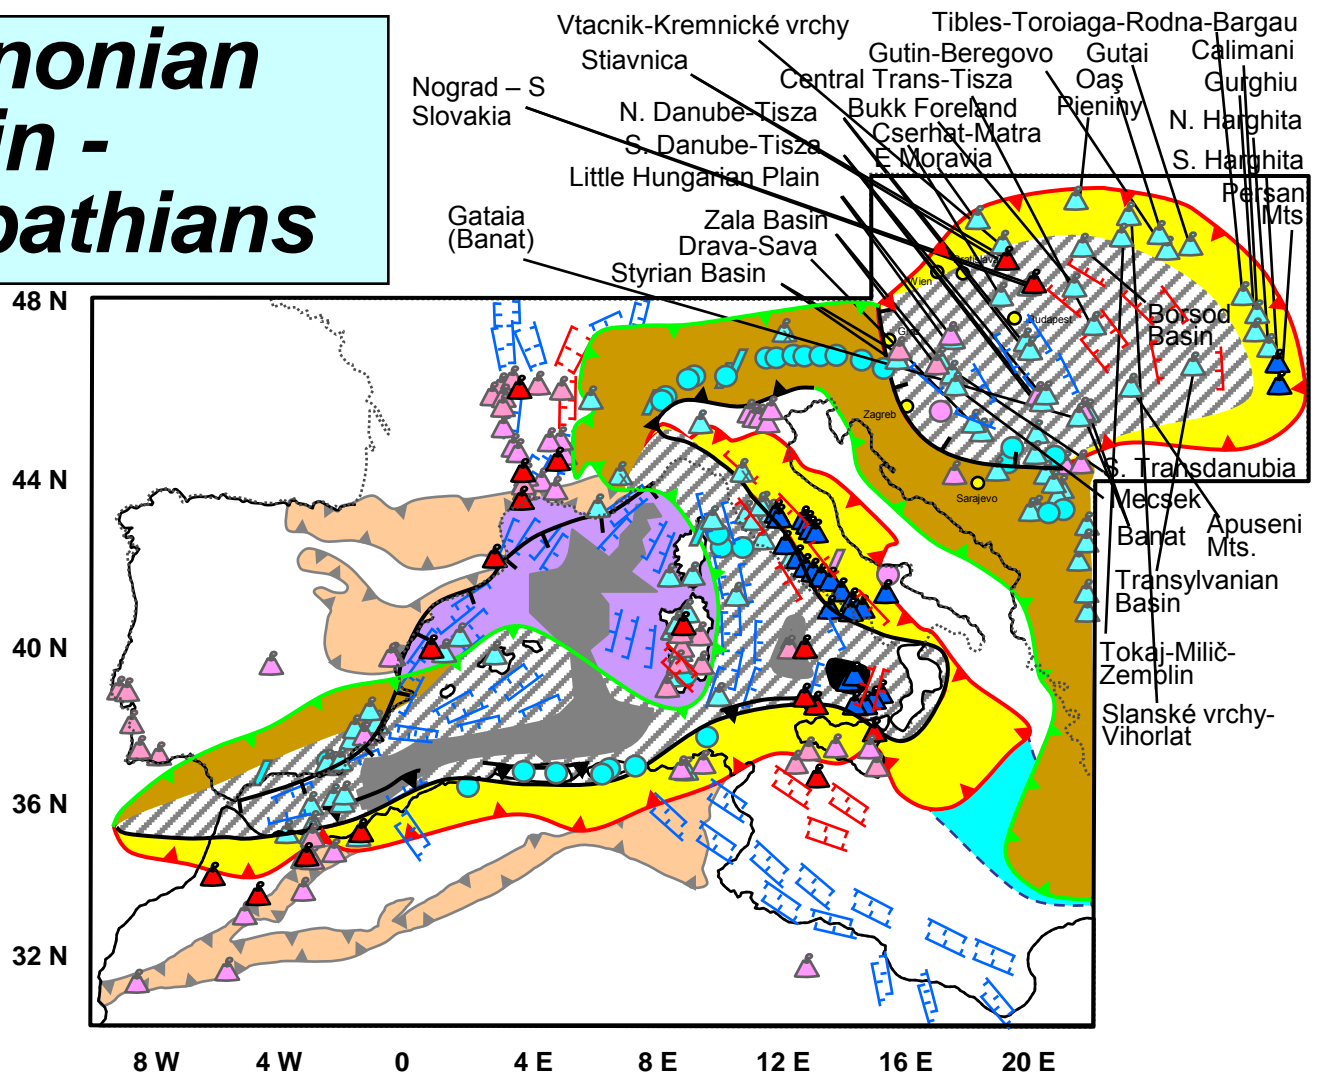 nonian
in -
pathians
Vtacnik-Kremnické vrchy
Stiavnica
Nograd – S
Slovakia
N. Danube-Tisza
S. Danube-Tisza
Little Hungarian Plain
Gataia
(Banat)
Zala Basin
Drava-Sava
Styrian Basin
Tibles-Toroiaga-Rodna-Bargau
Gutin-Beregovo
Gutai
Calimani
Central Trans-Tisza
Oaş
Gurghiu
Bukk Foreland
Pieniny
N. Harghita
Cserhat-Matra
E Moravia
S. Harghita
Persan
Mts
Bratislava
Wien
Budapest
Graz
Borsod
Basin
Zagreb
Sarajevo
S. Transdanubia
Mecsek
Banat
Apuseni
Mts.
Transylvanian
Basin
Tokaj-Milič-
Zemplin
Slanské vrchy-
Vihorlat
48 N
44 N
40 N
36 N
32 N
8 W
4 W
0
4 E
8 E
12 E
16 E
20 E